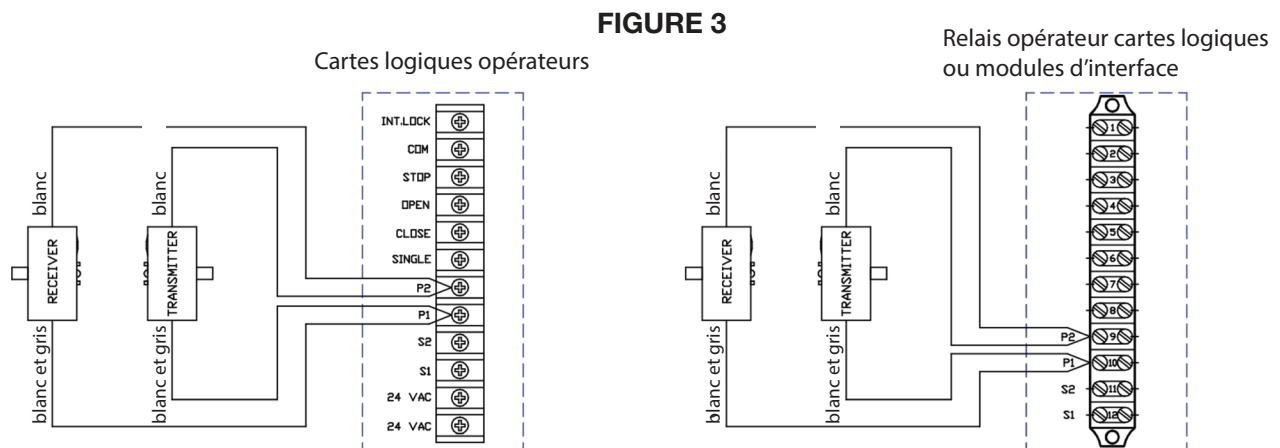 FIGURE 3
Cartes logiques opérateurs
blanc
blanc
RECEIVER
TRANSMITTER
blanc et gris
blanc et gris
INT.LOCK
COM
STOP
OPEN
CLOSE
SINGLE
P2
P1
S2
S1
24 VAC
24 VAC
Relais opérateur cartes logiques
ou modules d'interface
blanc
blanc
RECEIVER
TRANSMITTER
blanc et gris
blanc et gris
1
2
3
4
5
6
7
8
P2 9
P1 10
S2 11
S1 12